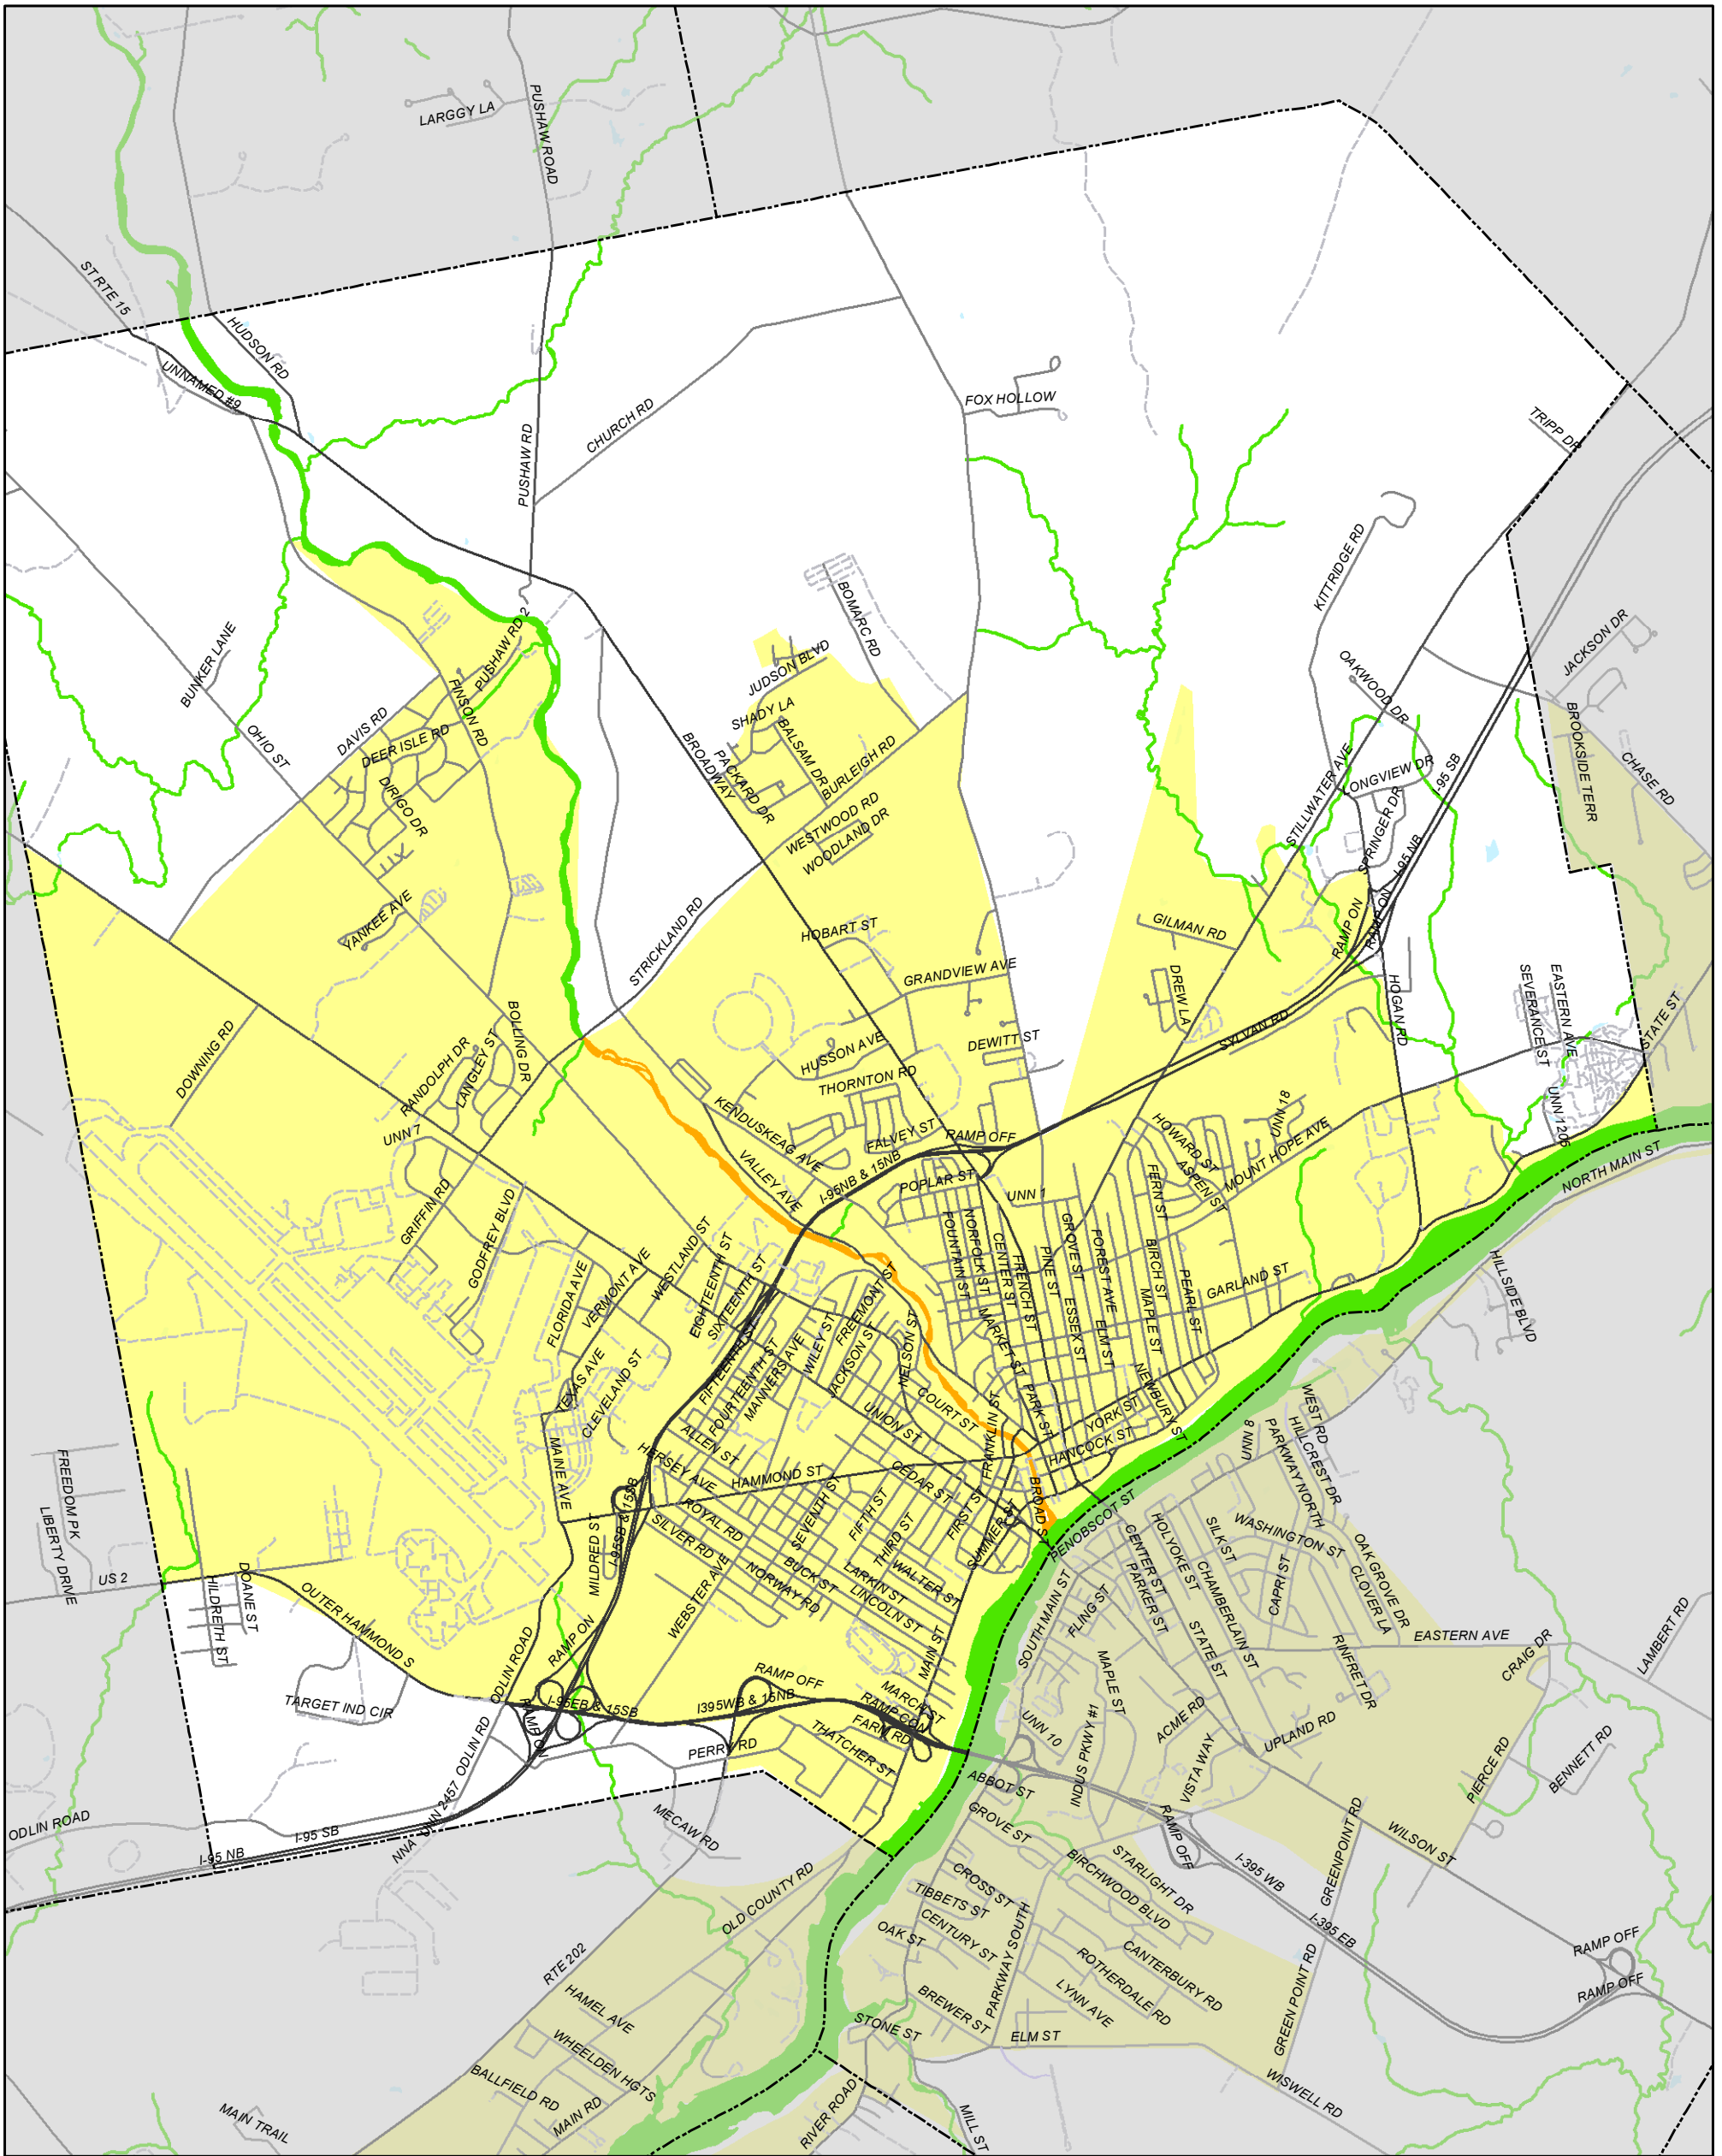 LARGGY LA
PUSHAW ROAD
ST RTE 15
HUDSON RD
UNNAMED #9
CHURCH RD
PUSHAW RD
FOX HOLLOW
TRIPP DR
KITTRIDGE RD
BOMARC RD
JACKSON DR
BUNKER LANE
PUSHAW RD 2
FINSON RD
JUDSON BLVD
OAKWOOD DR
BROOKSIDE TERR
CHASE RD
DAVIS RD
DEER ISLE RD
OHIO ST
DIRIGO DR
SHADY LA
BALSAM DR
PACKARD DR
BROADWAY
BURLEIGH RD
WESTWOOD RD
WOODLAND DR
STILLWATER AVE
LONGVIEW DR
SPRINGER DR
I-95 SB
I-95 NB
YANKEE AVE
STRICKLAND RD
HOBART ST
GRANDVIEW AVE
GILMAN RD
RAMP ON
RAMP ON
DREW LA
HOGAN RD
SEVERANCE ST
EASTERN AVE
STATE ST
DOWNING RD
BOLLING DR
RANDOLPH DR
LANGLEY ST
UNN 7
HUSSON AVE
DEWITT ST
THORNTON RD
SYLVAN RD
KENDUSKEAG AVE
FALVEY ST
RAMP OFF
VALLEY AVE
I-95NB & 15NB
POPLAR ST
UNN 1
HOWARD ST
ASPEN ST
UNN 18
MOUNT HOPE AVE
FERN ST
UNN 1206
NORTH MAIN ST
GRIFFIN RD
GODFREY BLVD
FLORIDA AVE
VERMONT AVE
WESTLAND ST
EIGHTEENTH ST
SIXTEENTH ST
FOUNTAIN ST
NORFOLK ST
CENTER ST
FRENCH ST
PINE ST
GROVE ST
FOREST AVE
BIRCH ST
PEARL ST
GARLAND ST
HILLSIDE BLVD
ESSEX ST
ELM ST
MAPLE ST
MARKET ST
FREEMONT ST
WILEY ST
JACKSON ST
NELSON ST
FIFTEENTH ST
FOURTEENTH ST
MANNERS AVE
TEXAS AVE
CLEVELAND ST
MAINE AVE
ALLEN ST
HERSEY AVE
UNION ST
COURT ST
FRANKLIN ST
PARK ST
YORK ST
NEWBURY ST
HANCOCK ST
UNN 8
WEST RD
HILLCREST DR
PARKWAY NORTH
FREEDOM PK
LIBERTY DRIVE
HAMMOND ST
CEDAR ST
ROYAL RD
SILVER RD
SEVENTH ST
FIFTH ST
THIRD ST
FIRST ST
SUMMER ST
BROAD ST
PENOBSCOT ST
MILDRED ST
I-95SB & 15SB
CENTER ST
PARKER ST
HOLYOKE ST
SILK ST
CHAMBERLAIN ST
WASHINGTON ST
CAPRI ST
OAK GROVE DR
CLOVER LA
US 2
HILDRETH ST
DOANE ST
OUTER HAMMOND S
WEBSTER AVE
NORWAY RD
BUCK ST
LARKIN ST
WALTER ST
LINCOLN ST
SOUTH MAIN ST
FLING ST
STATE ST
MAPLE ST
EASTERN AVE
RINFRET DR
CRAIG DR
LAMBERT RD
RAMP ON
ODLIN ROAD
MAIN ST
MARCH ST
RAMP OFF
I-95EB & 15SB
I395WB & 15NB
RAMP CDN
FARM RD
UNN 10
ACME RD
UPLAND RD
TARGET IND CIR
RAMP ON
PERRY RD
THATCHER ST
ABBOT ST
INDUS PKWY #1
VISTA WAY
PIERCE RD
BENNETT RD
ODLIN RD
UNN 2457
ODLIN ROAD
I-95 SB
I-95 NB
MECAW RD
GROVE ST
RAMP OFF
GREENPOINT RD
WILSON ST
OLD COUNTY RD
CROSS ST
TIBBETS ST
CENTURY ST
OAK ST
BIRCHWOOD BLVD
STARLIGHT DR
I-395 WB
I-395 EB
RTE 202
PARKWAY SOUTH
CANTERBURY RD
ROTHERDALE RD
LYNN AVE
RAMP OFF
RAMP OFF
GREEN POINT RD
HAMEL AVE
BREWER ST
STONE ST
ELM ST
WHEELDEN HGTS
BALLFIELD RD
MAIN RD
MAIN TRAIL
RIVER ROAD
MILL ST
WISWELL RD